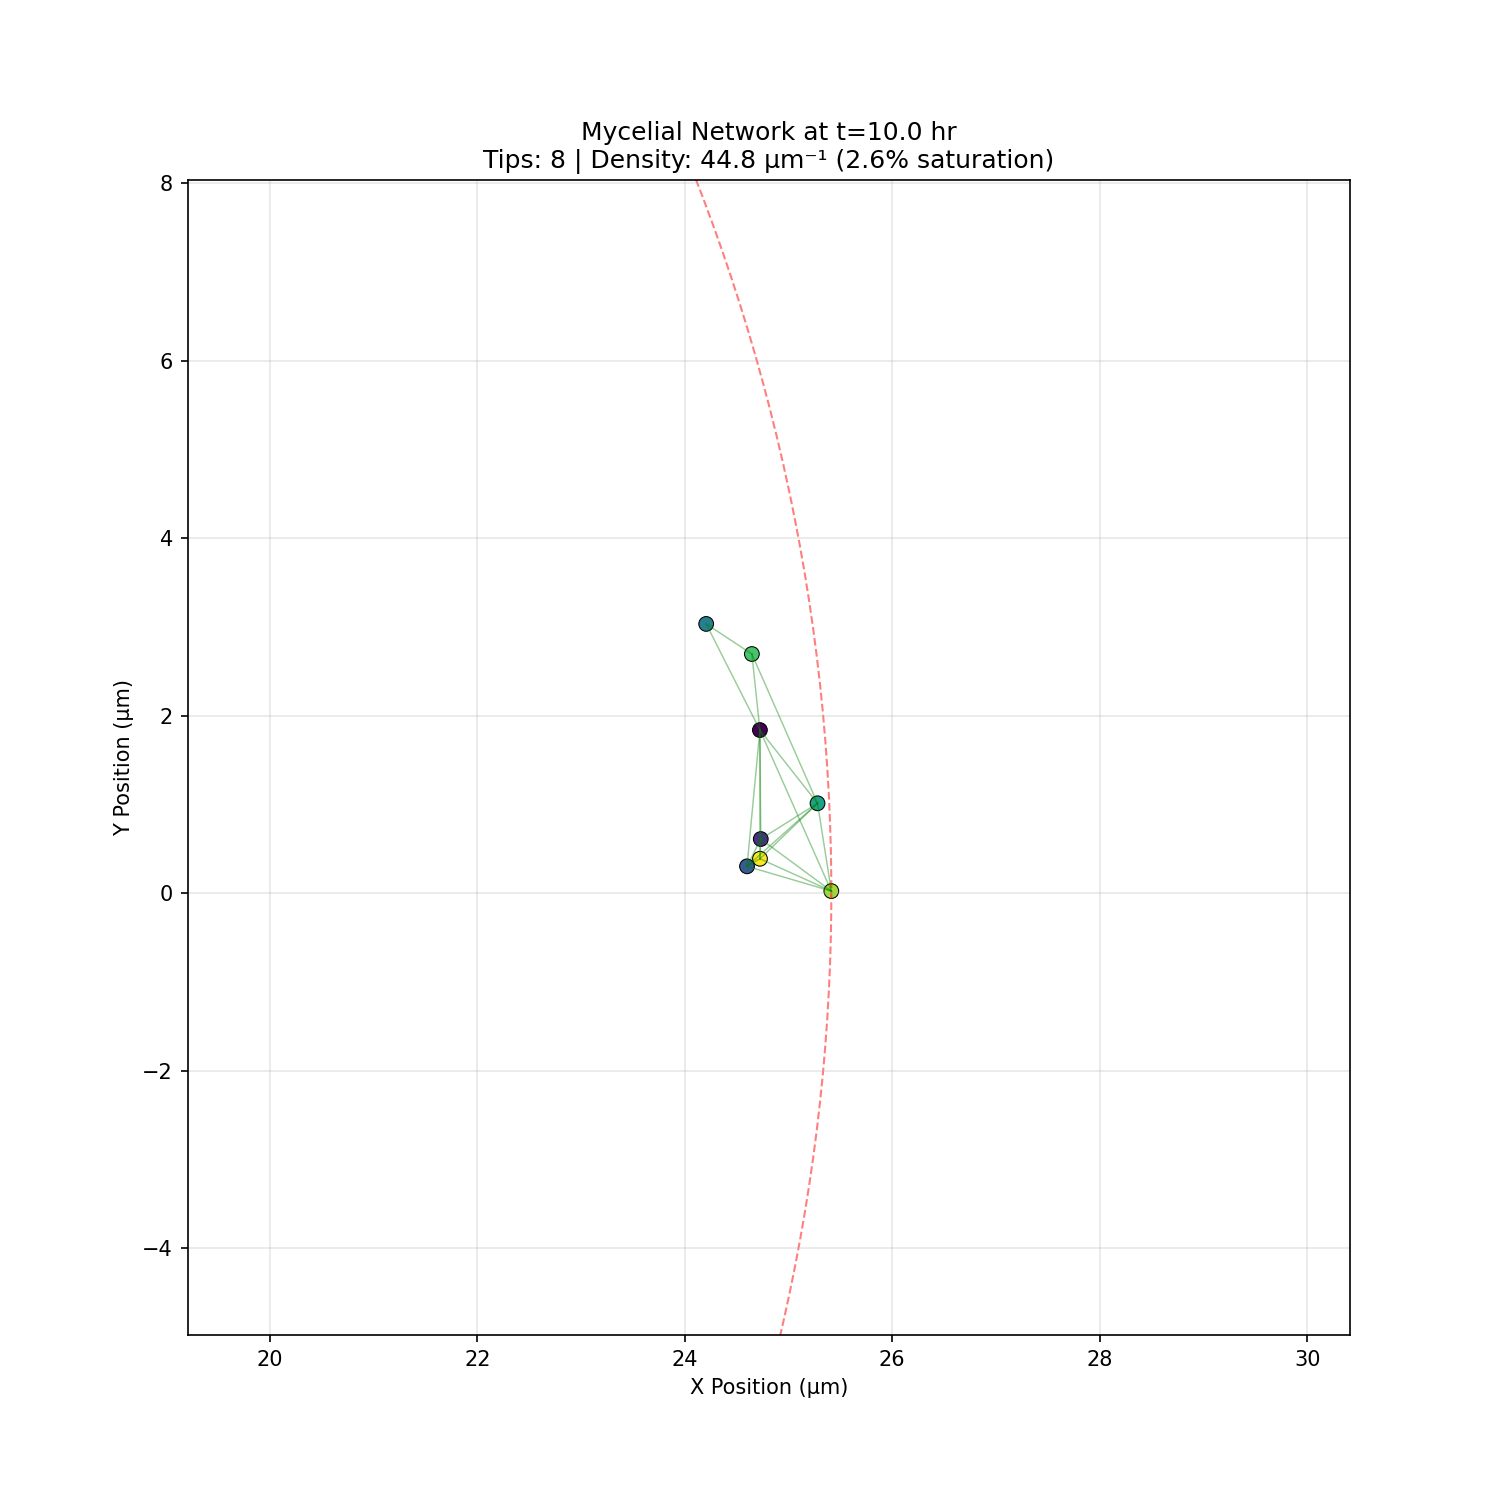 Mycelial Network at t=10.0 hr
Tips: 8 | Density: 44.8 μm⁻¹ (2.6% saturation)
8
6
4
2
0
−2
−4
Y Position (μm)
20 22 24 26 28 30
X Position (μm)